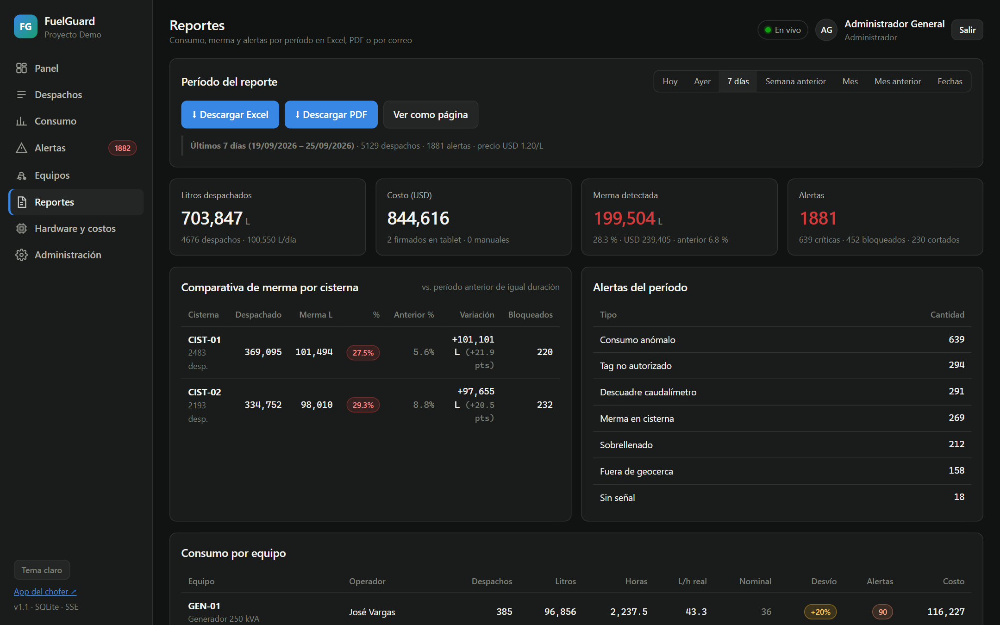 FG
FuelGuard
Proyecto Demo
Panel
Despachos
Consumo
Alertas 1882
Equipos
Reportes
Hardware y costos
Administración
Tema claro
App del chofer ↗
v1.1 · SQLite · SSE
Reportes
Consumo, merma y alertas por período en Excel, PDF o por correo
En vivo
AG
Administrador General
Administrador
Salir
Período del reporte
Hoy Ayer 7 días Semana anterior Mes Mes anterior Fechas
⬇ Descargar Excel
⬇ Descargar PDF
Ver como página
Últimos 7 días (19/09/2026 – 25/09/2026) · 5129 despachos · 1881 alertas · precio USD 1.20/L
Litros despachados
703,847 L
4676 despachos · 100,550 L/día
Costo (USD)
844,616
2 firmados en tablet · 0 manuales
Merma detectada
199,504 L
28.3 % · USD 239,405 · anterior 6.8 %
Alertas
1881
639 críticas · 452 bloqueados · 230 cortados
Comparativa de merma por cisterna
vs. período anterior de igual duración
Cisterna Despachado Merma L % Anterior % Variación Bloqueados
CIST-01
2483
desp.
369,095 101,494 27.5% 5.6%
+101,101
L (+21.9
pts)
220
CIST-02
2193
desp.
334,752 98,010 29.3% 8.8%
+97,655
L (+20.5
pts)
232
Alertas del período
Tipo Cantidad
Consumo anómalo 639
Tag no autorizado 294
Descuadre caudalímetro 291
Merma en cisterna 269
Sobrellenado 212
Fuera de geocerca 158
Sin señal 18
Consumo por equipo
Equipo Operador Despachos Litros Horas L/h real Nominal Desvío Alertas Costo
GEN-01
Generador 250 kVA
José Vargas 385 96,856 2,237.5 43.3 36 +20% 90 116,227